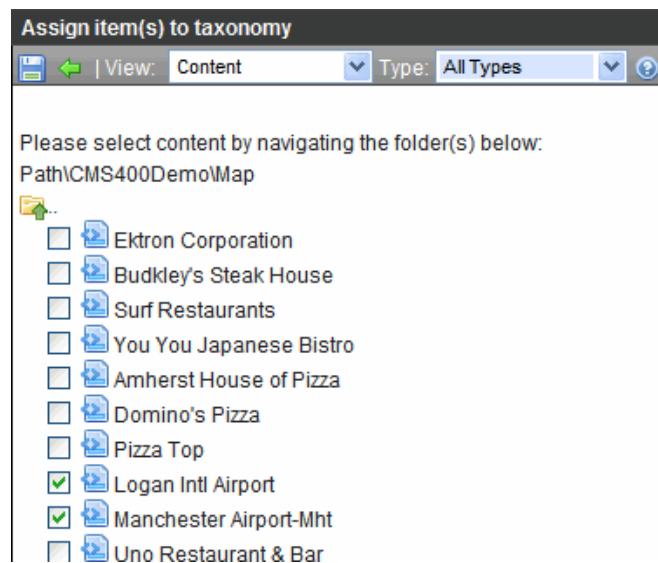 Assign item(s) to taxonomy
| View: Content Type: All Types
Please select content by navigating the folder(s) below:
Path\CMS400Demo\Map
..
Ektron Corporation
Budkley's Steak House
Surf Restaurants
You You Japanese Bistro
Amherst House of Pizza
Domino's Pizza
Pizza Top
Logan Intl Airport
Manchester Airport-Mht
Uno Restaurant & Bar